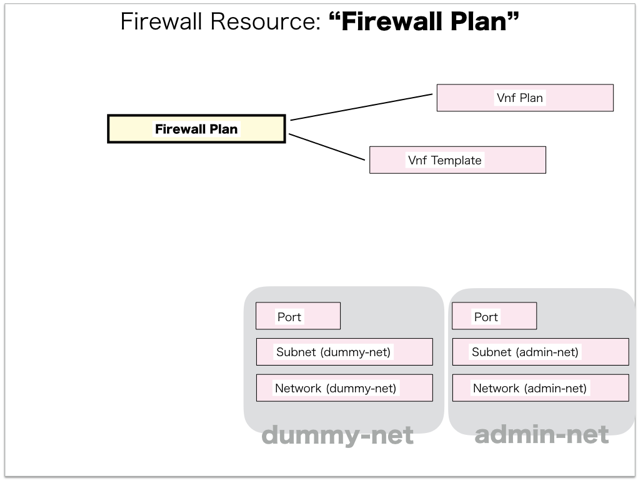 Firewall Resource: “Firewall Plan”
Vnf Plan
Firewall Plan
Vnf Template
Port
Subnet (dummy-net)
Network (dummy-net)
dummy-net
Port
Subnet (admin-net)
Network (admin-net)
admin-net